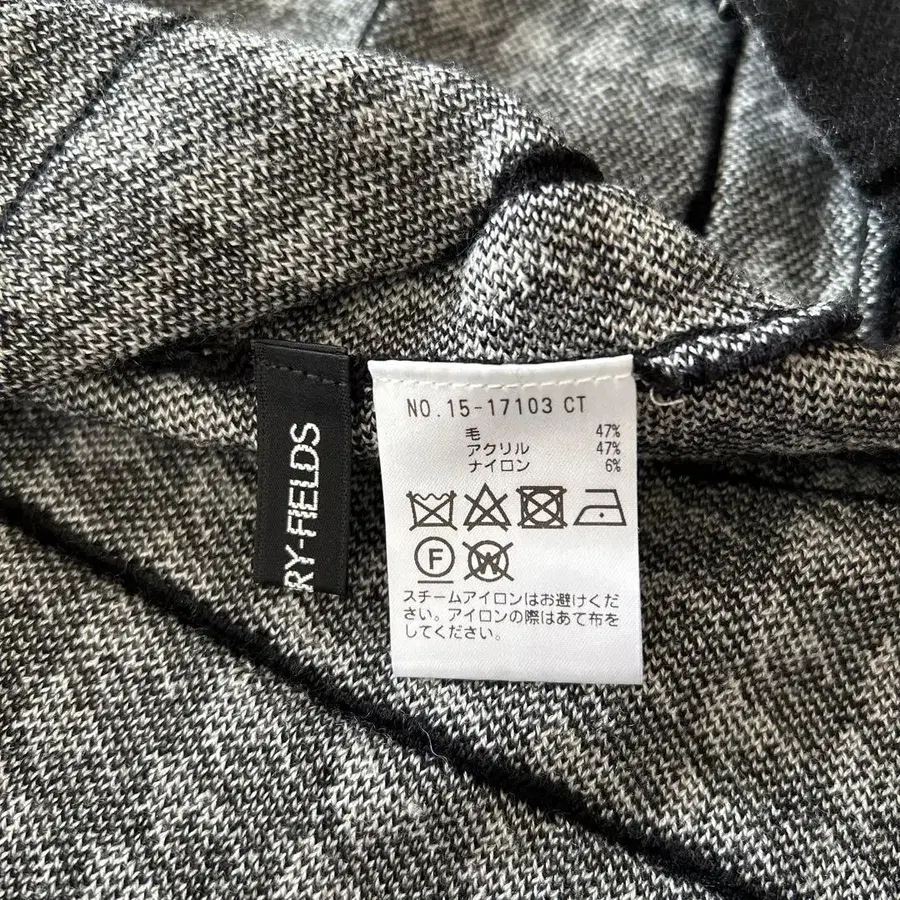 RY-FIELDS
NO.15-17103 CT
毛 47%
アクリル 47%
ナイロン 6%
F W
スチームアイロンはお避けくだ
さい。アイロンの際はあて布を
してください。